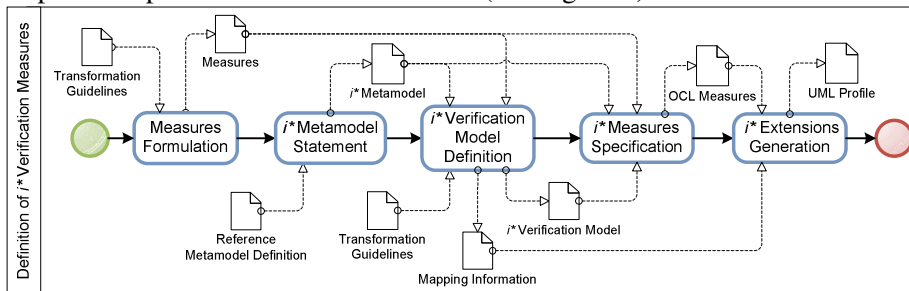 Definition of i* Verification Measures
Transformation
Guidelines
Measures
i* Metamodel
OCL Measures
UML Profile
Measures
Formulation
i* Metamodel
Statement
i* Verification
Model
Definition
i* Measures
Specification
i* Extensions
Generation
Reference
Metamodel Definition
Transformation
Guidelines
i* Verification Model
Mapping Information